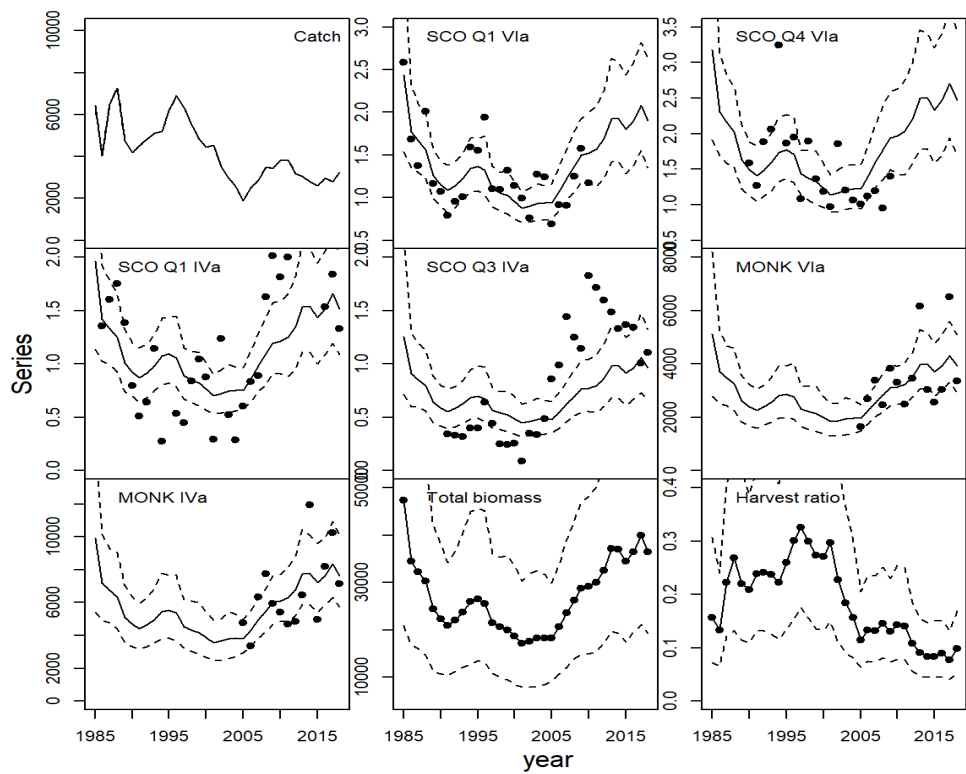 Catch
SCO Q1 VIa
SCO Q4 VIa
2000 6000 10000
0.5 1.0 1.5 2.0 2.5 3.0
0.5 1.0 1.5 2.0 2.5 3.0 3.5
SCO Q1 IVa
SCO Q3 IVa
MONK VIa
Series
0.0 0.5 1.0 1.5 2.0
0.0 0.5 1.0 1.5 2.0
0 2000 4000 6000 8000
MONK IVa
Total biomass
Harvest ratio
0 2000 6000 10000
10000 30000 50000
0.0 0.1 0.2 0.3 0.4
1985 1995 2005 2015
1985 1995 2005 2015
1985 1995 2005 2015
year